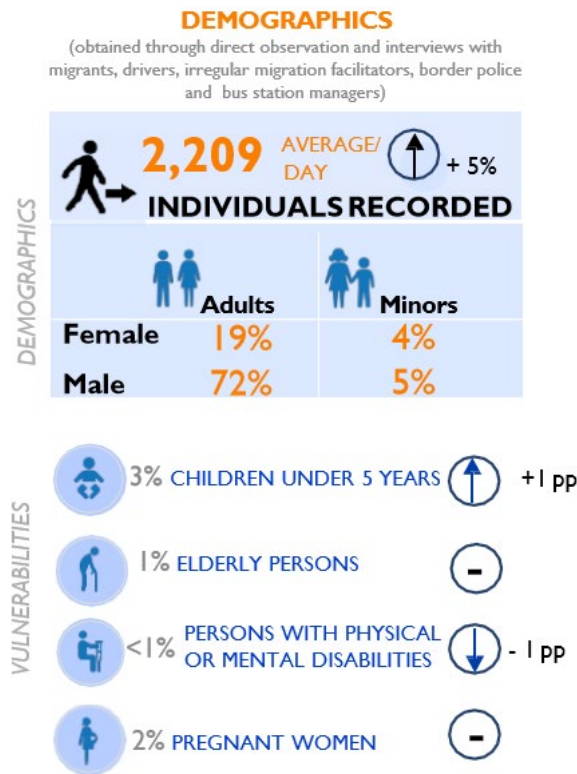 DEMOGRAPHICS
(obtained through direct observation and interviews with
migrants, drivers, irregular migration facilitators, border police
and bus station managers)
DEMOGRAPHICS
2,209 AVERAGE/
DAY
+ 5%
INDIVIDUALS RECORDED
Adults Minors
Female 19% 4%
Male 72% 5%
VULNERABILITIES
3% CHILDREN UNDER 5 YEARS +1 pp
1% ELDERLY PERSONS -
<1% PERSONS WITH PHYSICAL
OR MENTAL DISABILITIES - 1 pp
2% PREGNANT WOMEN -